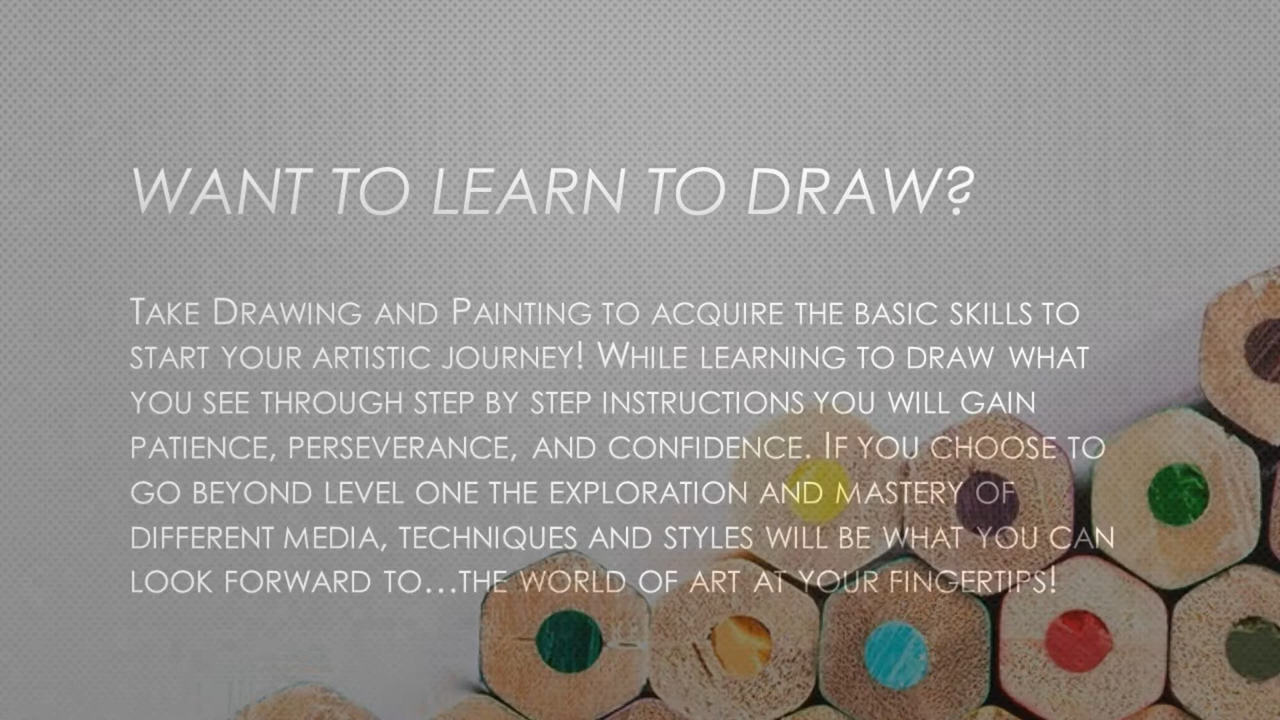 WANT TO LEARN TO DRAW?
Take Drawing and Painting to acquire the basic skills to
start your artistic journey! While learning to draw what
you see through step by step instructions you will gain
patience, perseverance, and confidence. If you choose to
go beyond level one the exploration and mastery of
different media, techniques and styles will be what you can
look forward to…the world of art at your fingertips!